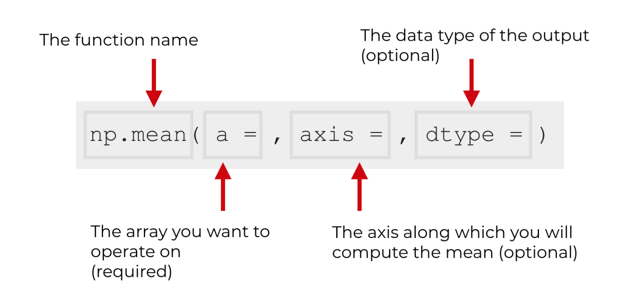 The function name
The data type of the output
(optional)
np.mean( a = , axis = , dtype = )
The array you want to
operate on
(required)
The axis along which you will
compute the mean (optional)